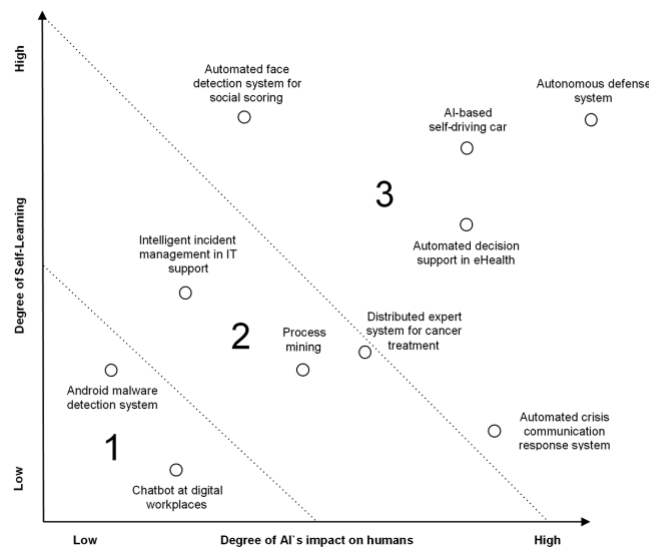 High
Degree of Self-Learning
Low
Automated face
detection system for
social scoring
Autonomous defense
system
AI-based
self-driving car
3
Automated decision
support in eHealth
Intelligent incident
management in IT
support
2
Process
mining
Distributed expert
system for cancer
treatment
Android malware
detection system
1
Chatbot at digital
workplaces
Automated crisis
communication
response system
Low
Degree of AI`s impact on humans
High